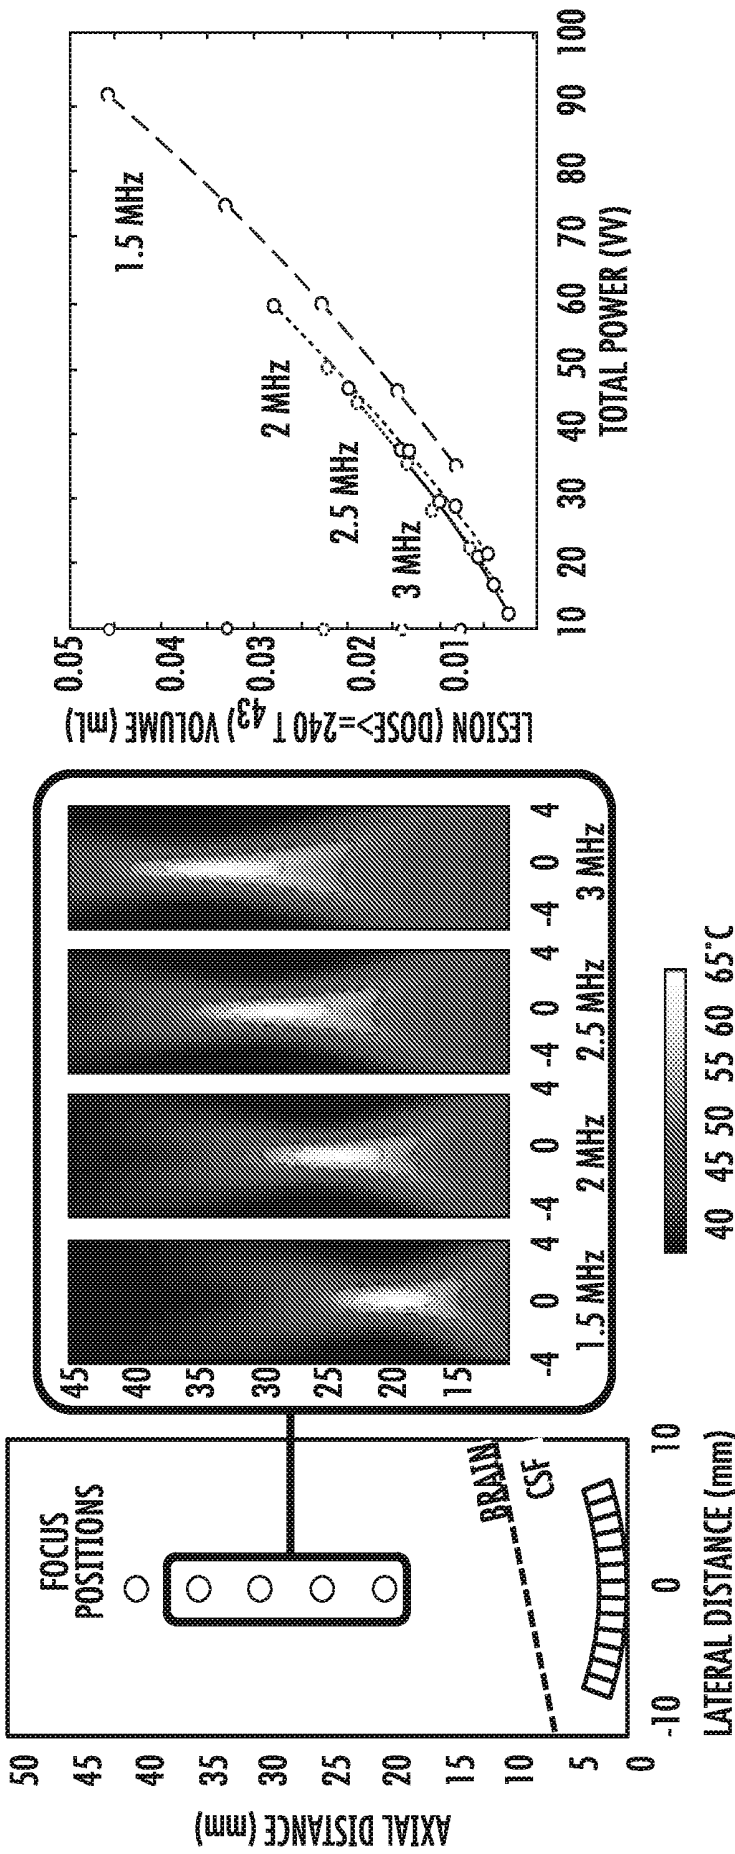 AXIAL DISTANCE (mm)
50
45
40
35
30
25
20
15
10
5
0
FOCUS
POSITIONS
BRAIN
CSF
-10 0 10
LATERAL DISTANCE (mm)
45
40
35
30
25
20
15
-4 0 4
-4 0 4
-4 0 4
-4 0 4
1.5 MHz
2 MHz
2.5 MHz
3 MHz
40 45 50 55 60 65°C
LESION (DOSE>=240 T43) VOLUME (mL)
0.05
0.04
0.03
0.02
0.01
1.5 MHz
2 MHz
2.5 MHz
3 MHz
10 20 30 40 50 60 70 80 90 100
TOTAL POWER (W)